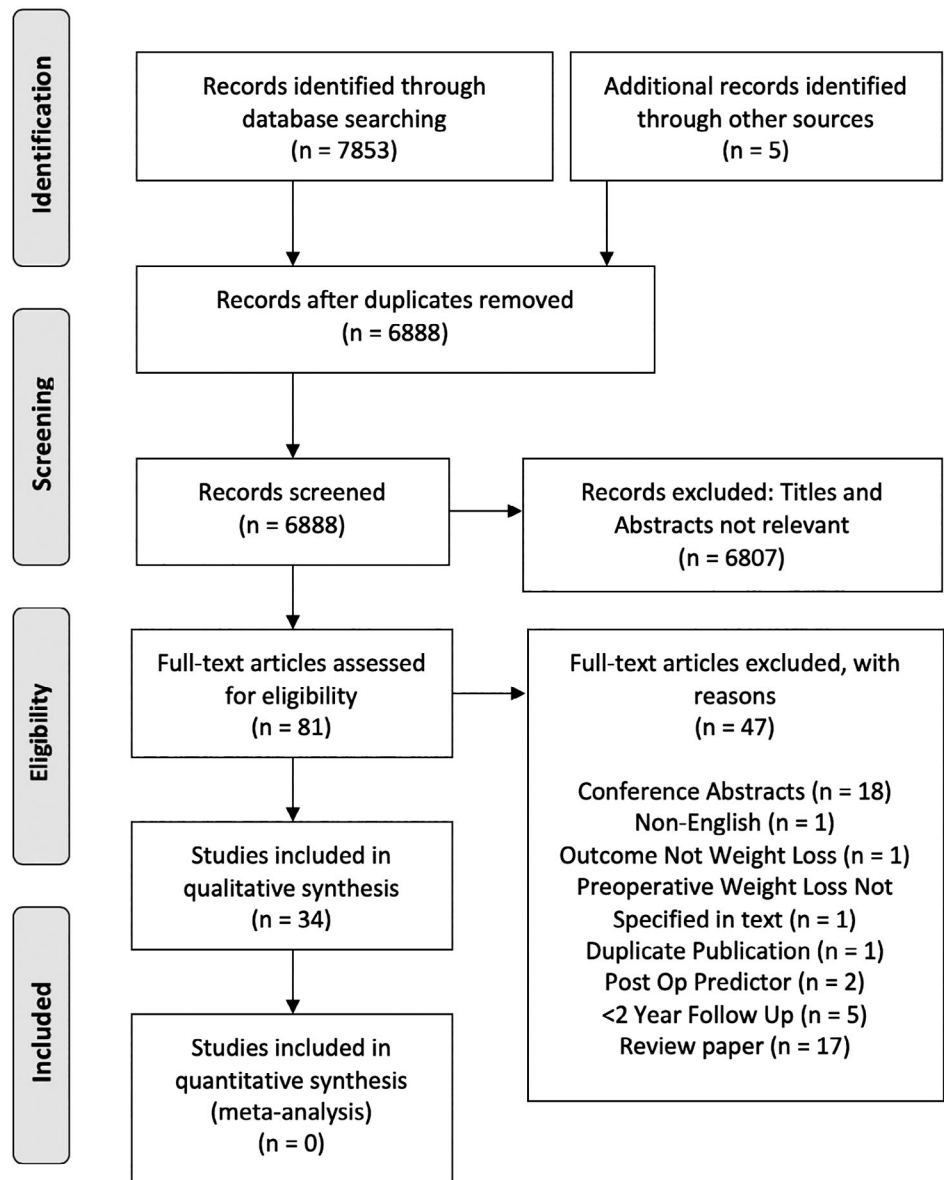 Identification
Records identified through
database searching
(n = 7853)
Additional records identified
through other sources
(n = 5)
Records after duplicates removed
(n = 6888)
Screening
Records screened
(n = 6888)
Records excluded: Titles and
Abstracts not relevant
(n = 6807)
Eligibility
Full-text articles assessed
for eligibility
(n = 81)
Full-text articles excluded, with
reasons
(n = 47)
Conference Abstracts (n = 18)
Non-English (n = 1)
Outcome Not Weight Loss (n = 1)
Preoperative Weight Loss Not
Specified in text (n = 1)
Duplicate Publication (n = 1)
Post Op Predictor (n = 2)
<2 Year Follow Up (n = 5)
Review paper (n = 17)
Studies included in
qualitative synthesis
(n = 34)
Included
Studies included in
quantitative synthesis
(meta-analysis)
(n = 0)